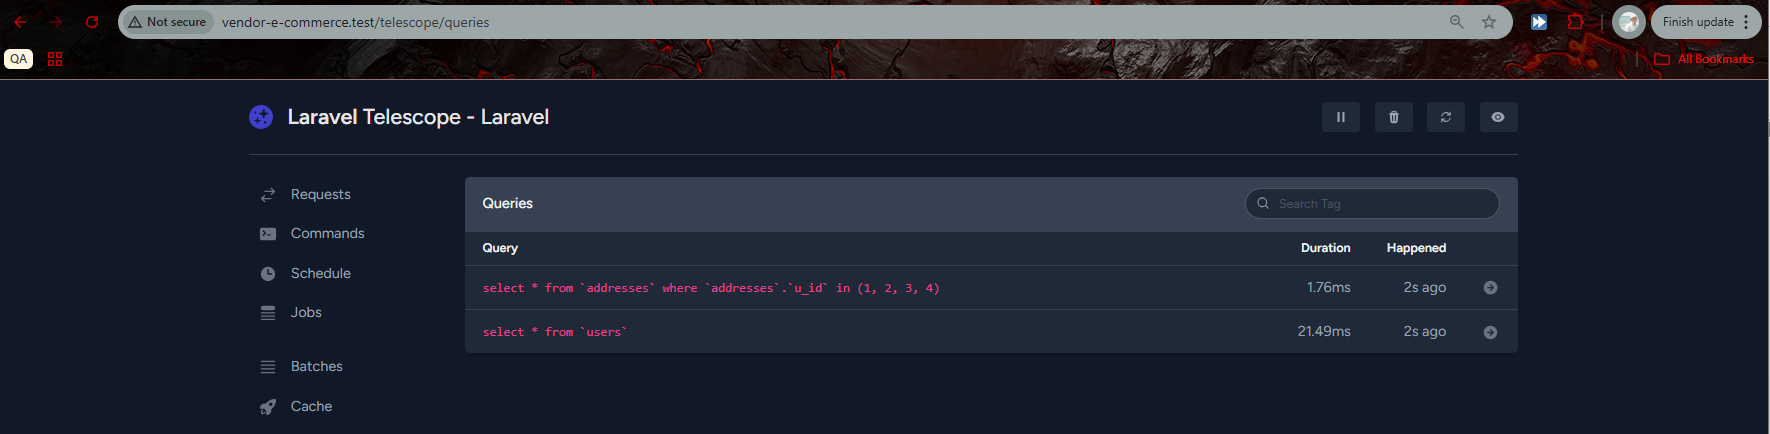 Not secure vendor-e-commerce.test/telescope/queries Finish update
QA All Bookmarks
Laravel Telescope - Laravel
Requests
Commands
Schedule
Jobs
Batches
Cache
Queries Search Tag
Query Duration Happened
select * from `addresses` where `addresses`.`u_id` in (1, 2, 3, 4) 1.76ms 2s ago
select * from `users` 21.49ms 2s ago